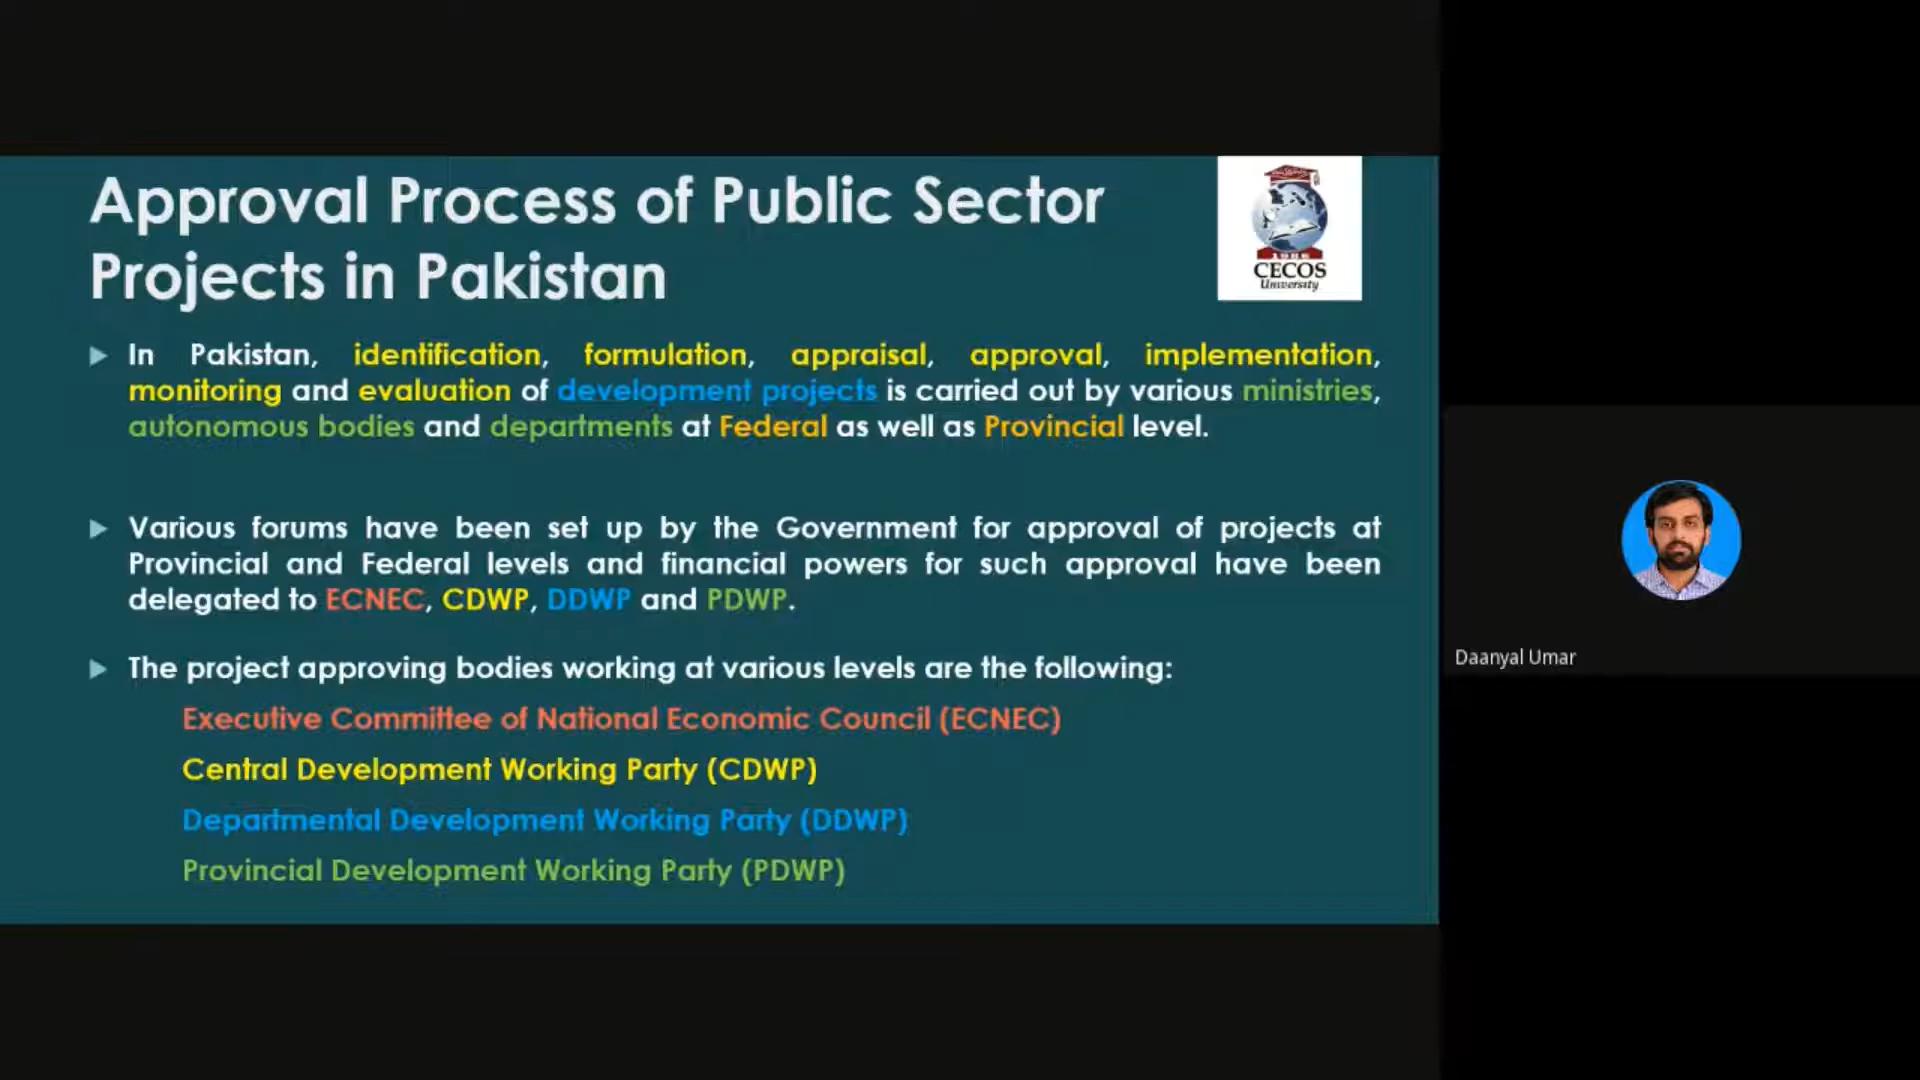 Approval Process of Public Sector
Projects in Pakistan
1986
CECOS
University
In Pakistan, identification, formulation, appraisal, approval, implementation,
monitoring and evaluation of development projects is carried out by various ministries,
autonomous bodies and departments at Federal as well as Provincial level.
Various forums have been set up by the Government for approval of projects at
Provincial and Federal levels and financial powers for such approval have been
delegated to ECNEC, CDWP, DDWP and PDWP.
The project approving bodies working at various levels are the following:
Executive Committee of National Economic Council (ECNEC)
Central Development Working Party (CDWP)
Departmental Development Working Party (DDWP)
Provincial Development Working Party (PDWP)
Daanyal Umar